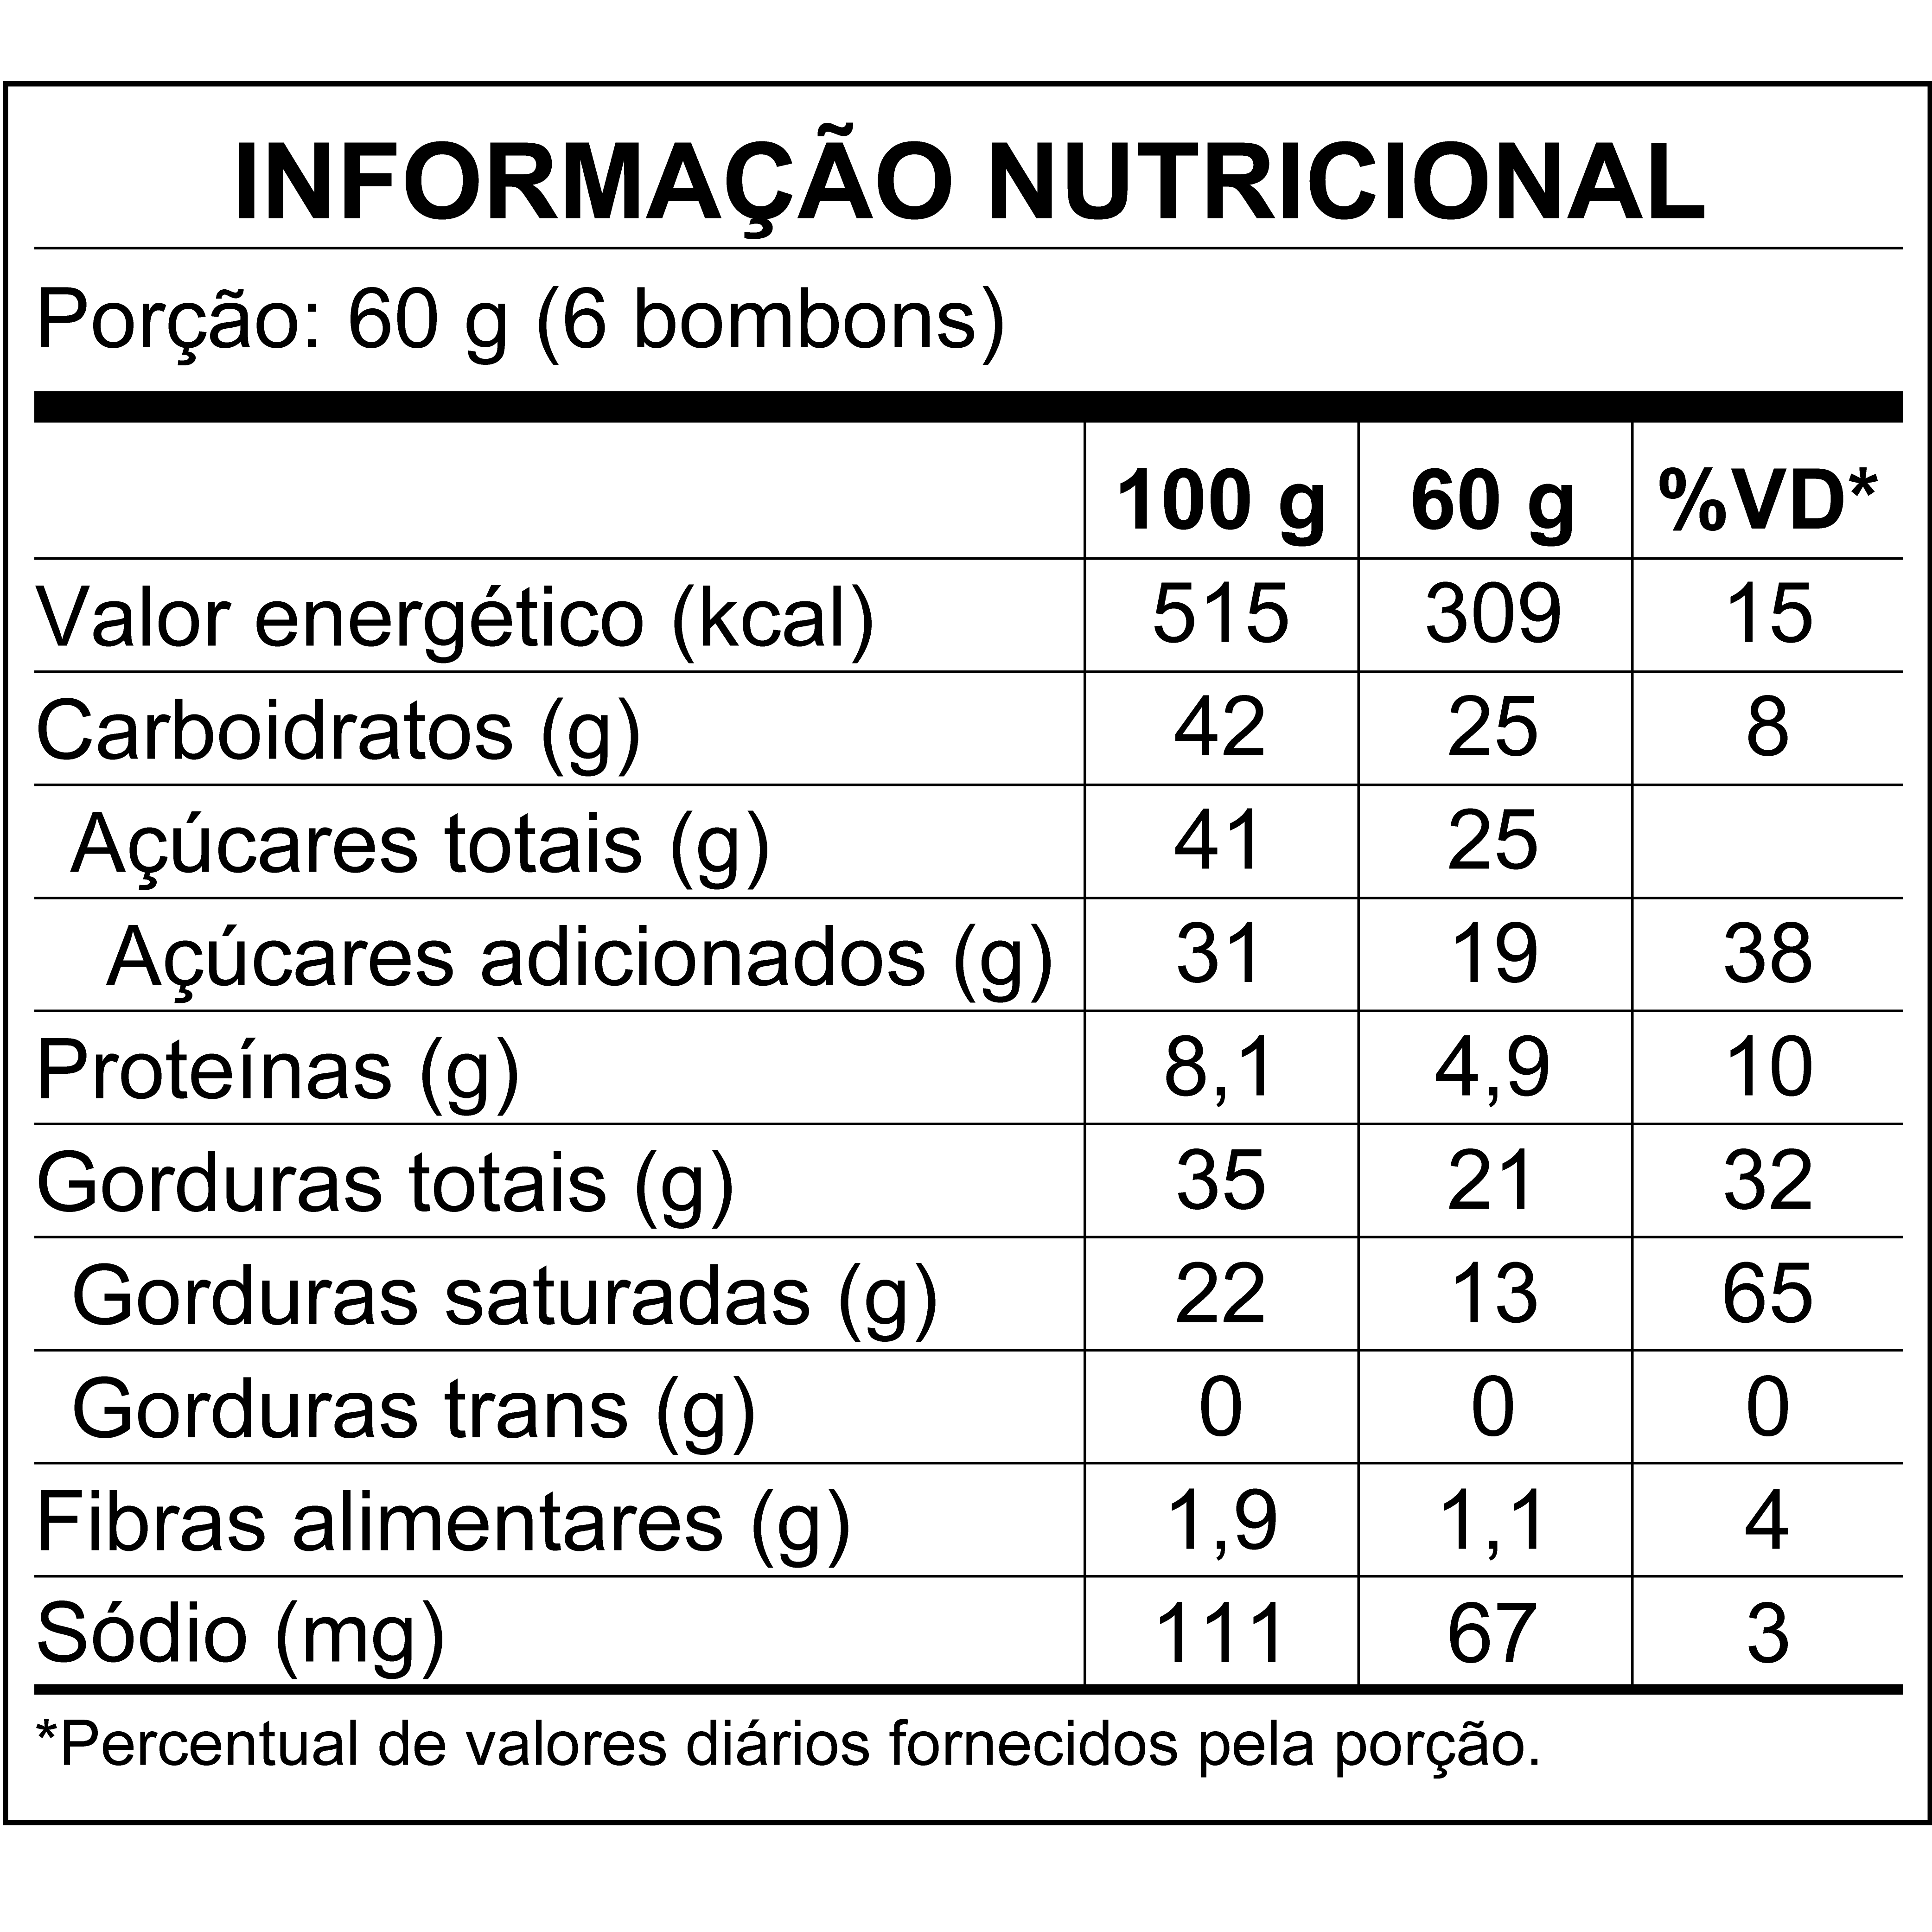 INFORMAÇÃO NUTRICIONAL
Porção: 60 g (6 bombons)
100 g 60 g %VD*
Valor energético (kcal) 515 309 15
Carboidratos (g) 42 25 8
Açúcares totais (g) 41 25
Açúcares adicionados (g) 31 19 38
Proteínas (g) 8,1 4,9 10
Gorduras totais (g) 35 21 32
Gorduras saturadas (g) 22 13 65
Gorduras trans (g) 0 0 0
Fibras alimentares (g) 1,9 1,1 4
Sódio (mg) 111 67 3
*Percentual de valores diários fornecidos pela porção.